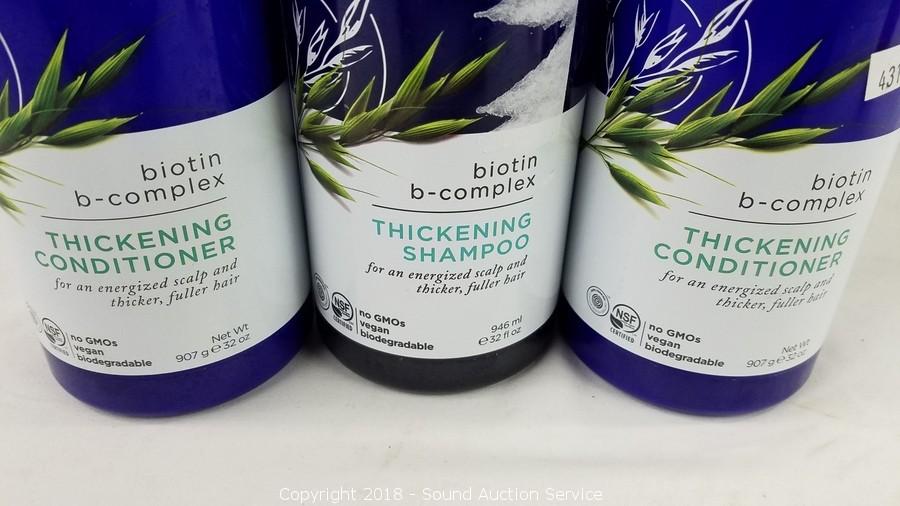 biotin
b-complex
THICKENING
CONDITIONER
for an energized scalp and
thicker, fuller hair
NSF
no GMOs
vegan
biodegradable
Net Wt
907 g e 32 oz
biotin
b-complex
THICKENING
SHAMPOO
for an energized scalp and
thicker, fuller hair
NSF
CERTIFIED
no GMOs
vegan
biodegradable
946 ml
e 32 fl oz
431
biotin
b-complex
THICKENING
CONDITIONER
for an energized scalp and
thicker, fuller hair
NSF
CERTIFIED
no GMOs
vegan
biodegradable
Net Wt
907 g e 32 oz
Copyright 2018 - Sound Auction Service